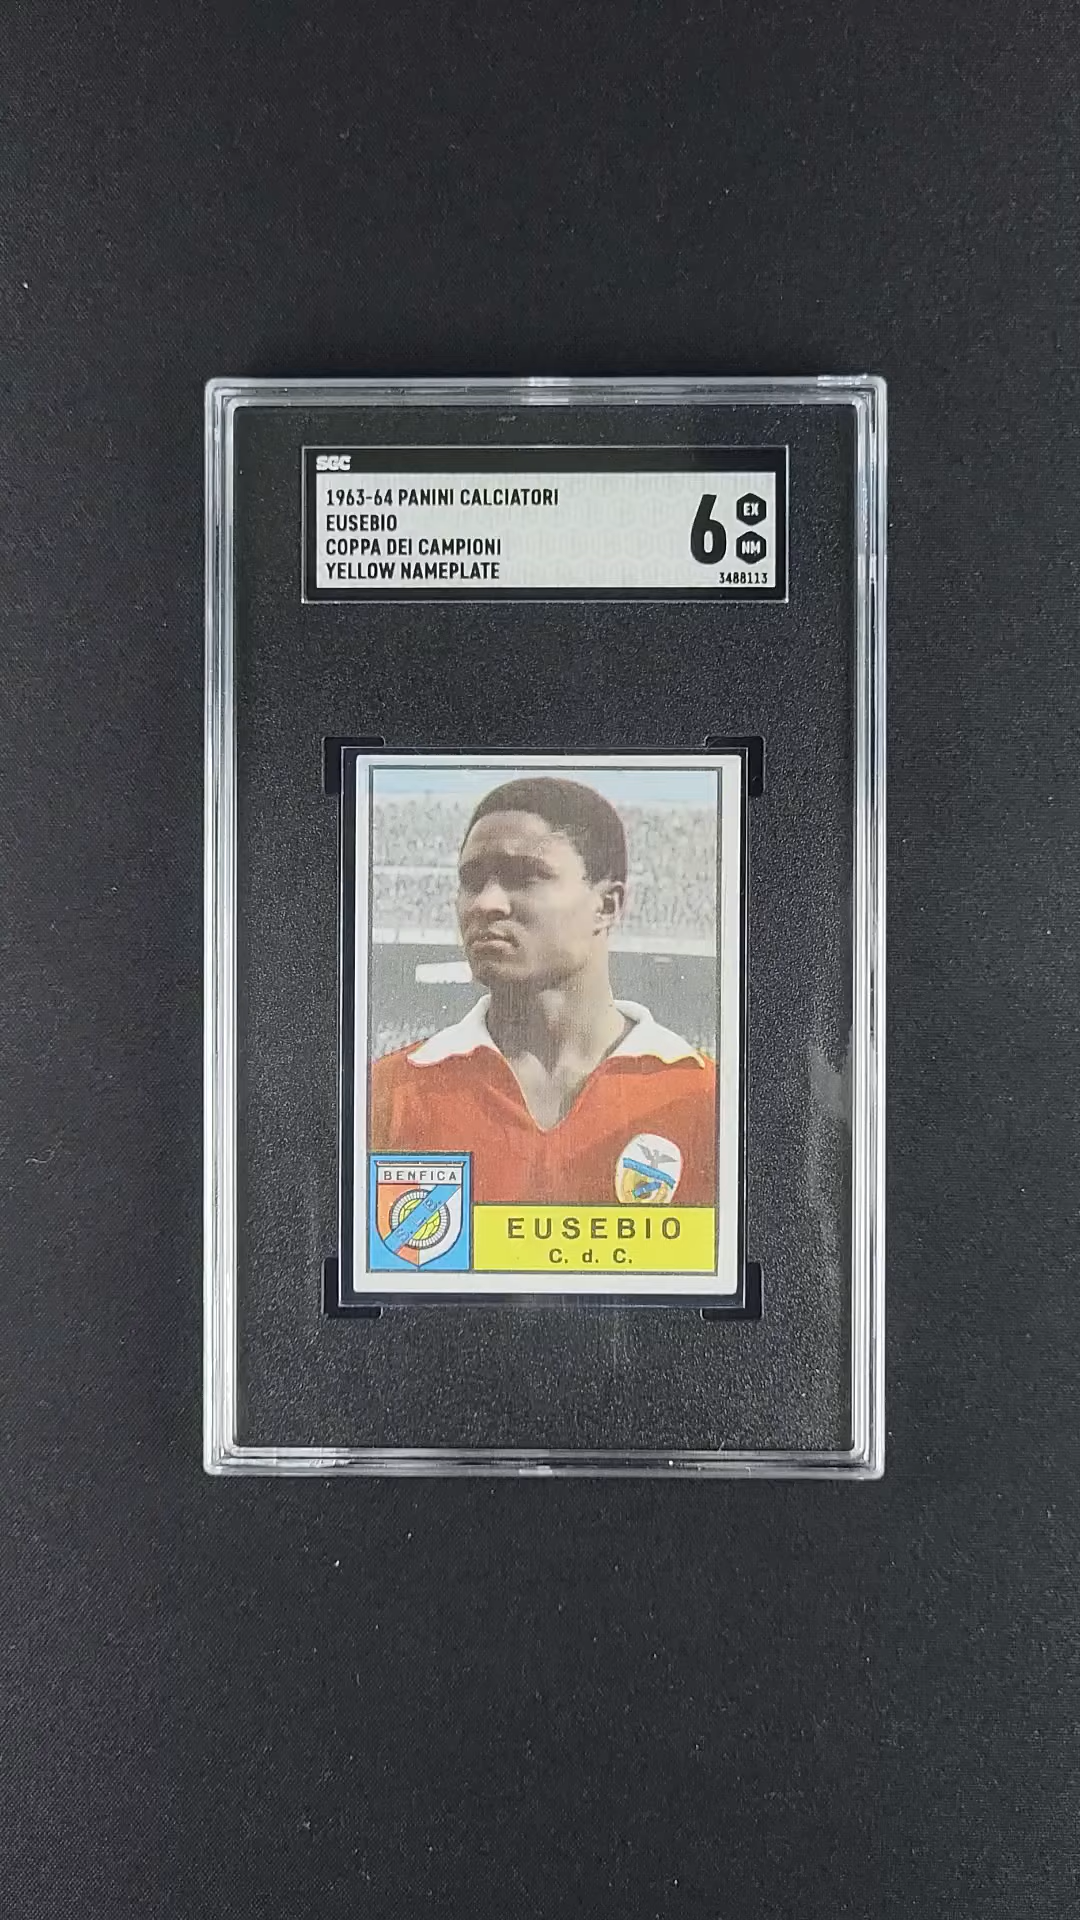 SGC
1963-64 PANINI CALCIATORI
EUSEBIO
COPPA DEI CAMPIONI
YELLOW NAMEPLATE
6 EX
NM
3488113
BENFICA
S.L.B.
EUSEBIO
C. d. C.